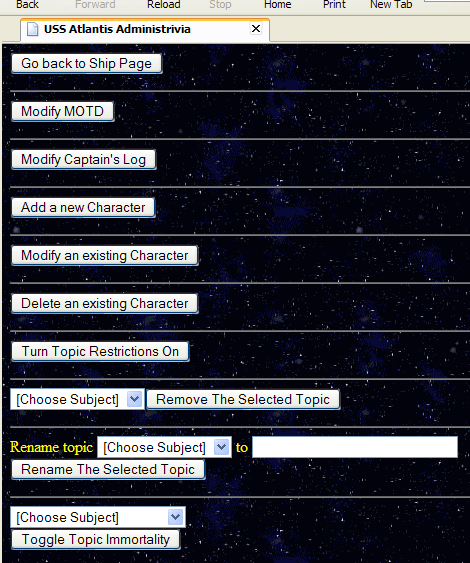 Back Forward Reload Stop Home Print New Tab
USS Atlantis Administrivia
Go back to Ship Page
Modify MOTD
Modify Captain's Log
Add a new Character
Modify an existing Character
Delete an existing Character
Turn Topic Restrictions On
[Choose Subject] Remove The Selected Topic
Rename topic [Choose Subject] to
Rename The Selected Topic
[Choose Subject]
Toggle Topic Immortality